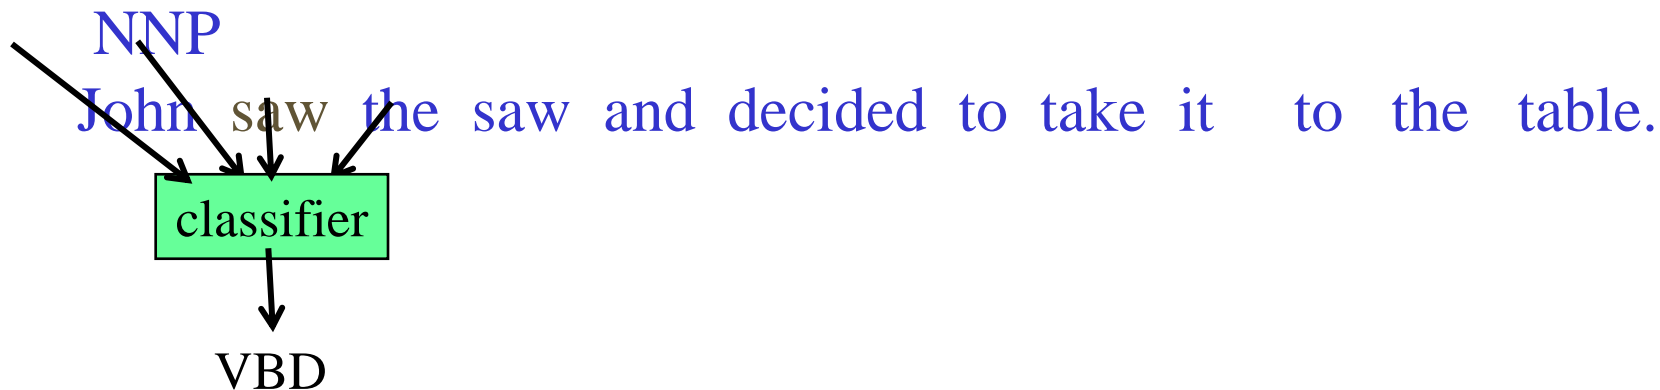 NNP
John saw the saw and decided to take it to the table.
classifier
VBD